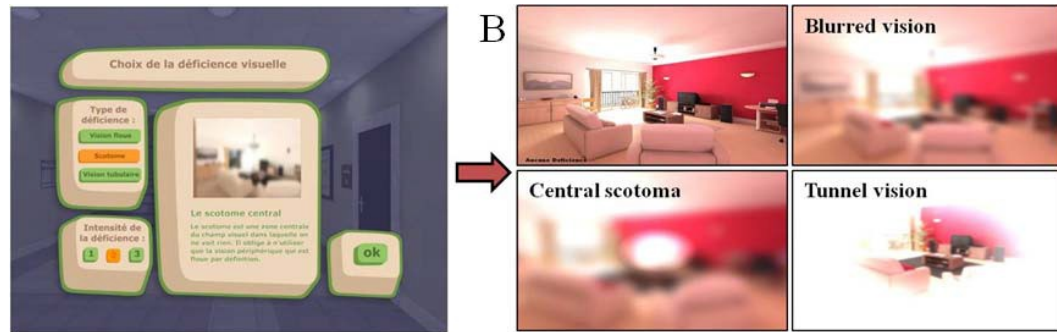 Choix de la déficience visuelle
Type de
déficience :
Vision floue
Scotome
Vision tubulaire
Intensité de
la déficience :
1
2
3
Le scotome central
Le scotome est une zone centrale
du champ visuel dans laquelle on
ne voit rien. Il oblige à n'utiliser
que la vision périphérique qui est
floue par définition.
ok
B
Aucune Déficience
Blurred vision
Central scotoma
Tunnel vision